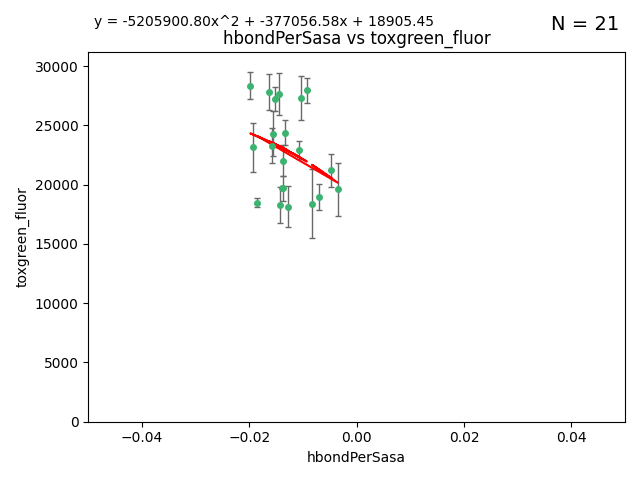 y = -5205900.80x^2 + -377056.58x + 18905.45
N = 21
hbondPerSasa vs toxgreen_fluor
30000
25000
20000
15000
10000
5000
0
toxgreen_fluor
−0.04
−0.02
0.00
0.02
0.04
hbondPerSasa